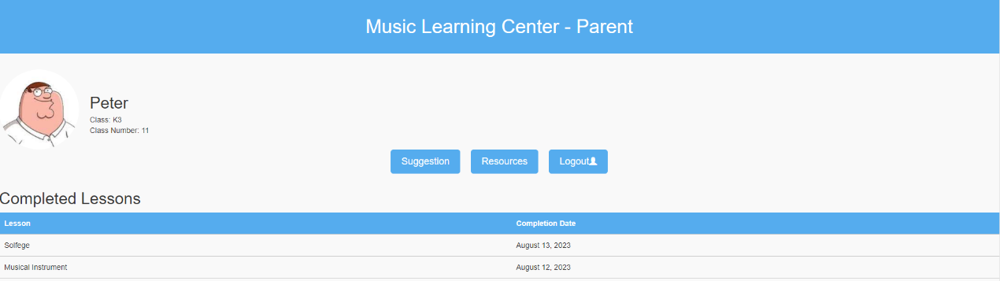 Music Learning Center - Parent
Peter
Class: K3
Class Number: 11
Suggestion Resources Logout
Completed Lessons
Lesson Completion Date
Solfege August 13, 2023
Musical Instrument August 12, 2023